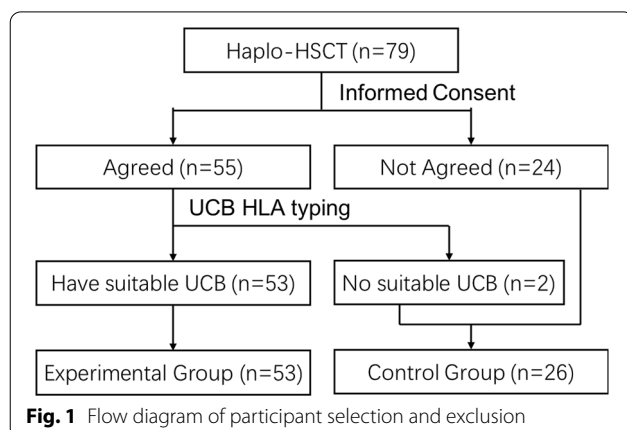 Haplo-HSCT (n=79)
Informed Consent
Agreed (n=55)
Not Agreed (n=24)
UCB HLA typing
Have suitable UCB (n=53)
No suitable UCB (n=2)
Experimental Group (n=53)
Control Group (n=26)
Fig. 1 Flow diagram of participant selection and exclusion